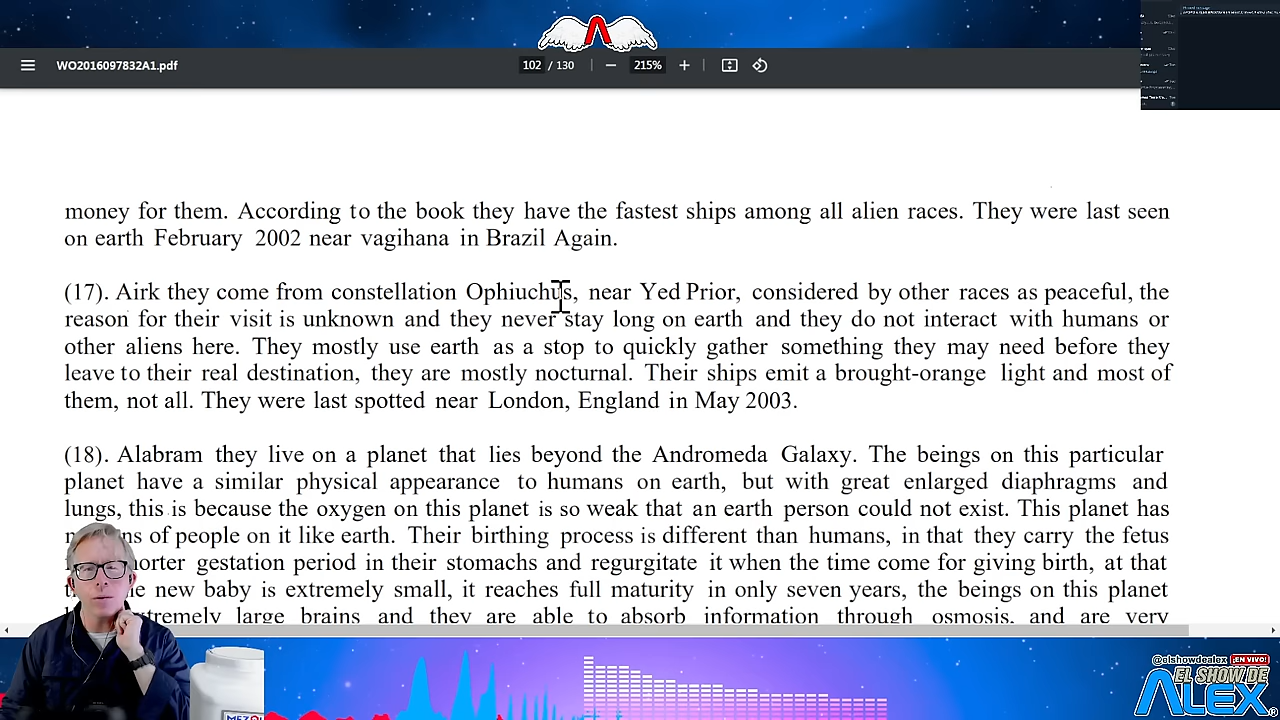 WO2016097832A1.pdf
102 / 130
215%
money for them. According to the book they have the fastest ships among all alien races. They were last seen
on earth February 2002 near vagihana in Brazil Again.
(17). Airk they come from constellation Ophiuchus, near Yed Prior, considered by other races as peaceful, the
reason for their visit is unknown and they never stay long on earth and they do not interact with humans or
other aliens here. They mostly use earth as a stop to quickly gather something they may need before they
leave to their real destination, they are mostly nocturnal. Their ships emit a brought-orange light and most of
them, not all. They were last spotted near London, England in May 2003.
(18). Alabram they live on a planet that lies beyond the Andromeda Galaxy. The beings on this particular
planet have a similar physical appearance to humans on earth, but with great enlarged diaphragms and
lungs, this is because the oxygen on this planet is so weak that an earth person could not exist. This planet has
of people on it like earth. Their birthing process is different than humans, in that they carry the fetus
gestation period in their stomachs and regurgitate it when the time come for giving birth, at that
new baby is extremely small, it reaches full maturity in only seven years, the beings on this planet
large brains and they are able to absorb information through osmosis, and are very
@elshowdealex ¡EN VIVO!
EL SHOW DE
ALEX